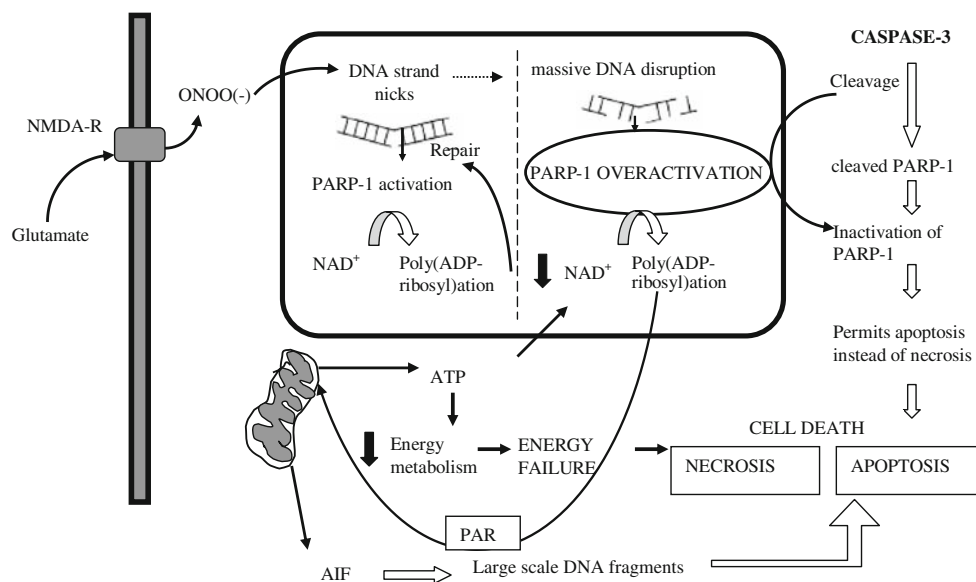 CASPASE-3
DNA strand
nicks
massive DNA disruption
Cleavage
ONOO(-)
NMDA-R
Repair
PARP-1 activation
PARP-1 OVERACTIVATION
cleaved PARP-1
Glutamate
Inactivation of
PARP-1
NAD⁺
Poly(ADP-
ribosyl)ation
NAD⁺
Poly(ADP-
ribosyl)ation
Permits apoptosis
instead of necrosis
ATP
CELL DEATH
Energy
metabolism
ENERGY
FAILURE
NECROSIS
APOPTOSIS
PAR
AIF
Large scale DNA fragments